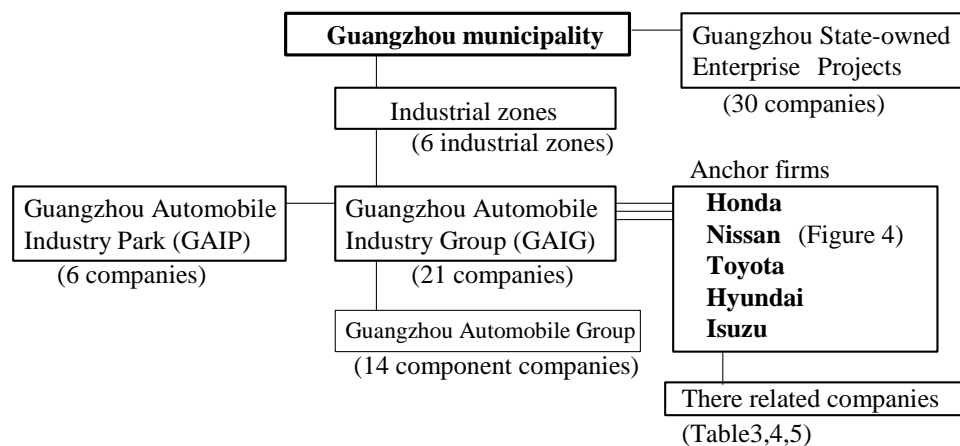 Guangzhou municipality
Guangzhou State-owned
Enterprise Projects
(30 companies)
Industrial zones
(6 industrial zones)
Anchor firms
Guangzhou Automobile
Industry Park (GAIP)
(6 companies)
Guangzhou Automobile
Industry Group (GAIG)
(21 companies)
Honda
Nissan (Figure 4)
Toyota
Hyundai
Isuzu
Guangzhou Automobile Group
(14 component companies)
There related companies
(Table3,4,5)